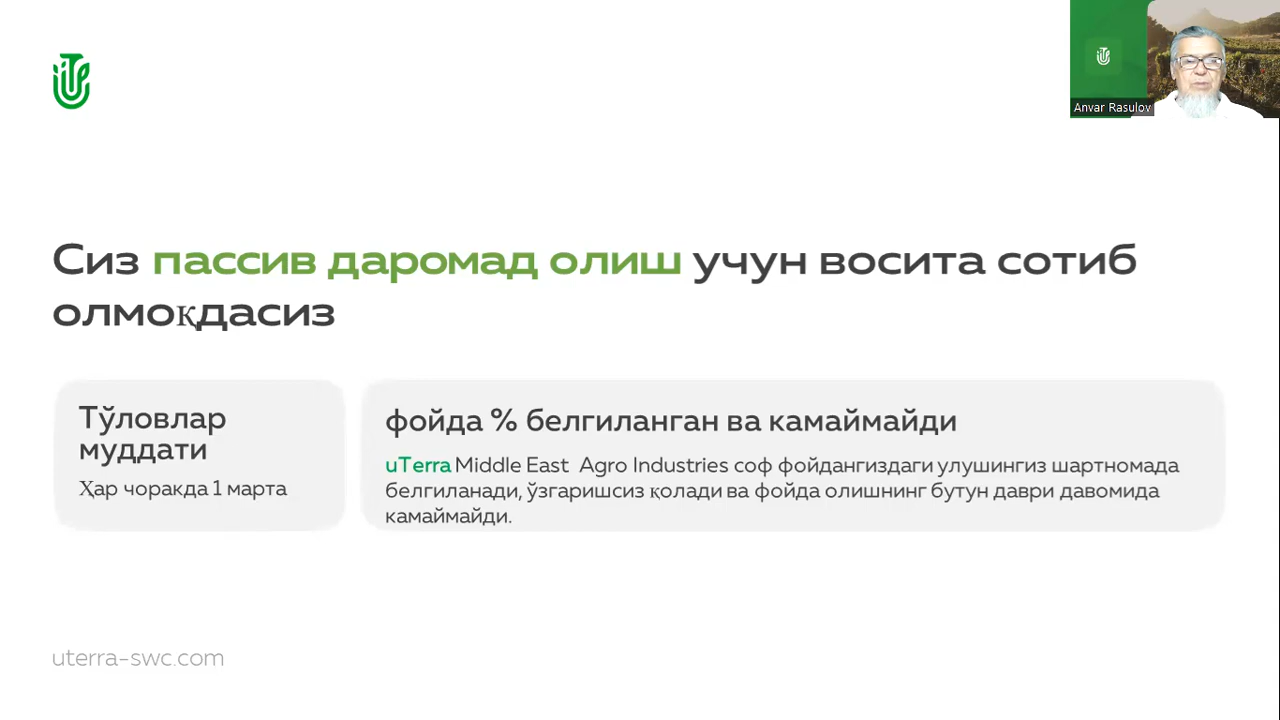 Anvar Rasulov
Сиз пассив даромад олиш учун восита сотиб
олмоқдасиз
Тўловлар
муддати
Ҳар чоракда 1 марта
фойда % белгиланган ва камаймайди
uTerra Middle East Agro Industries соф фойдангиздаги улушингиз шартномада
белгиланади, ўзгаришсиз қолади ва фойда олишнинг бутун даври давомида
камаймайди.
uterra-swc.com